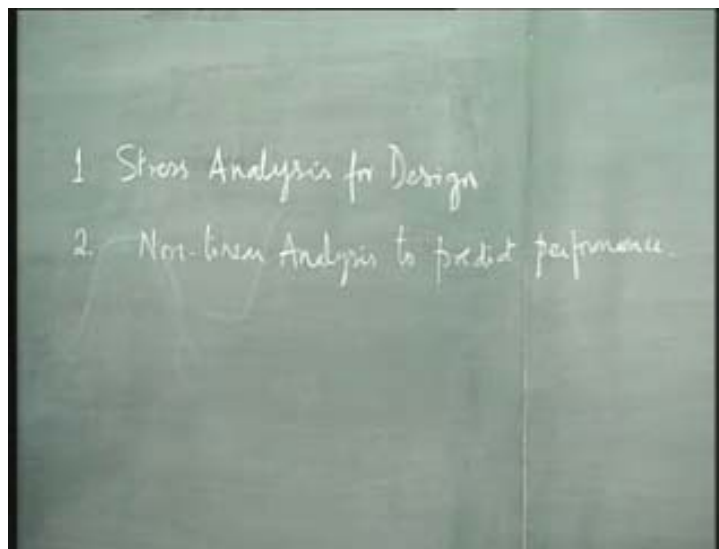 1 Stress Analysis for Design
2. Non-linear Analysis to predict performance.